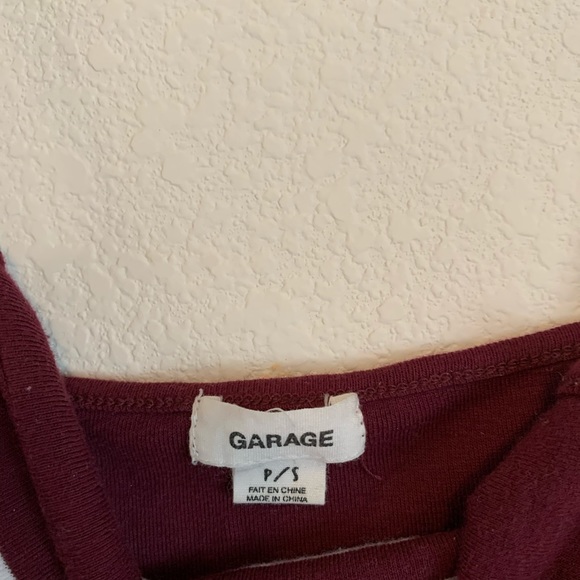 GARAGE
P/S
FAIT EN CHINE
MADE IN CHINA